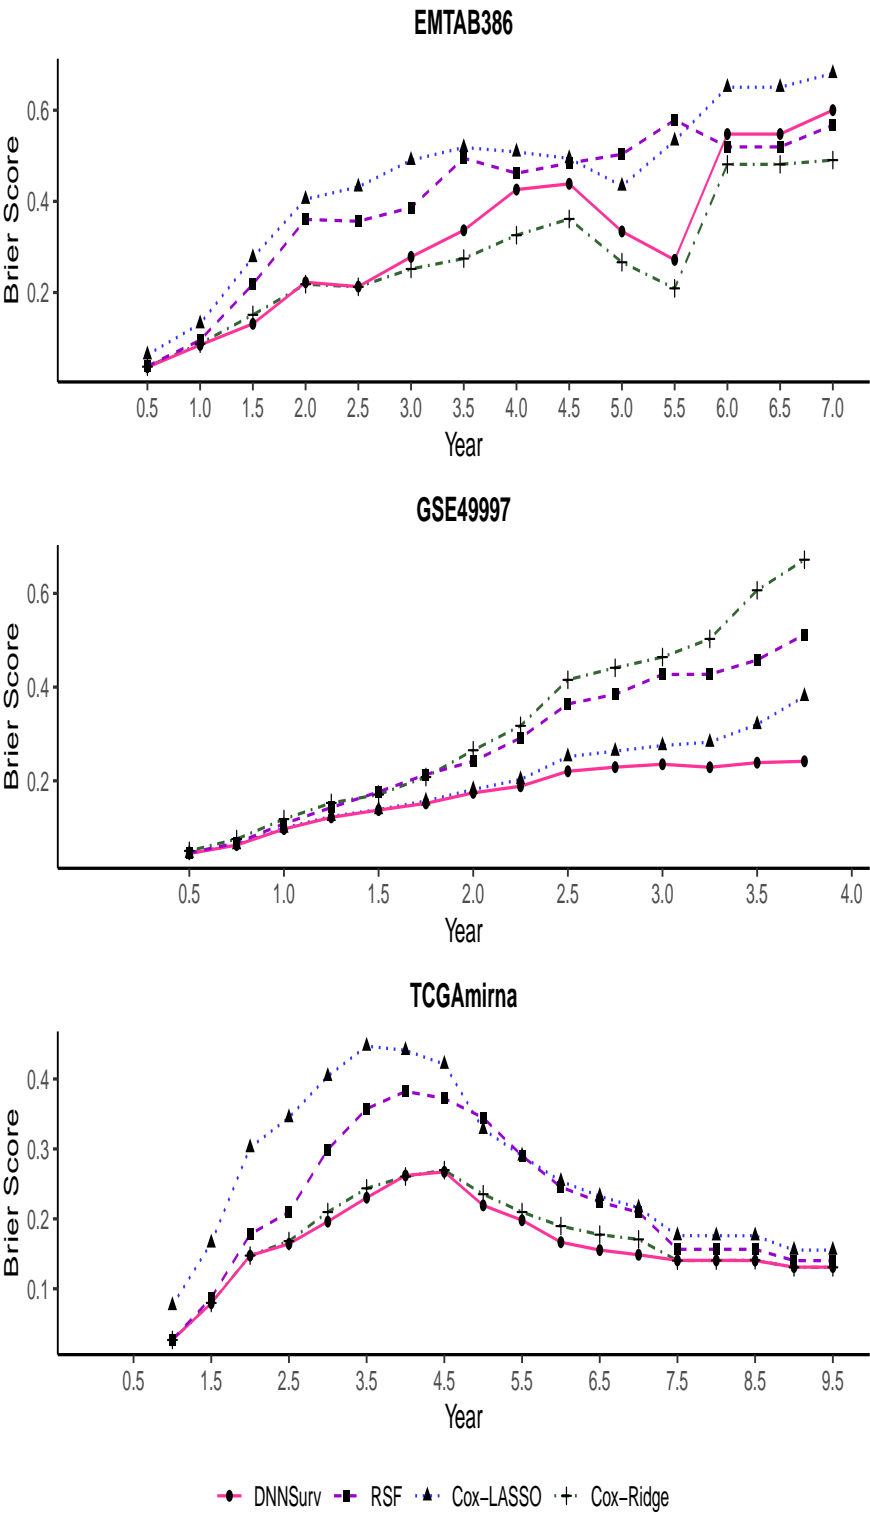 EMTAB386
Brier Score
0.6
0.4
0.2
0.5 1.0 1.5 2.0 2.5 3.0 3.5 4.0 4.5 5.0 5.5 6.0 6.5 7.0
Year
GSE49997
Brier Score
0.6
0.4
0.2
0.5 1.0 1.5 2.0 2.5 3.0 3.5 4.0
Year
TCGAmirna
Brier Score
0.4
0.3
0.2
0.1
0.5 1.5 2.5 3.5 4.5 5.5 6.5 7.5 8.5 9.5
Year
DNNSurv RSF Cox−LASSO Cox−Ridge